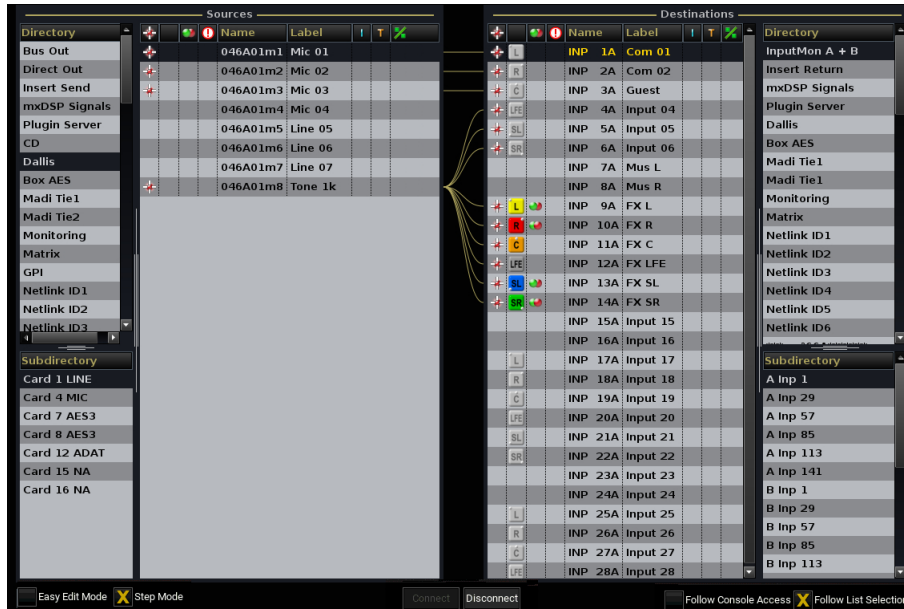 Sources
Destinations
Directory
Bus Out
Direct Out
Insert Send
mxDSP Signals
Plugin Server
CD
Dallis
Box AES
Madi Tie1
Madi Tie2
Monitoring
Matrix
GPI
Netlink ID1
Netlink ID2
Netlink ID3
Subdirectory
Card 1 LINE
Card 4 MIC
Card 7 AES3
Card 8 AES3
Card 12 ADAT
Card 15 NA
Card 16 NA
Name Label I T
046A01m1 Mic 01
046A01m2 Mic 02
046A01m3 Mic 03
046A01m4 Mic 04
046A01m5 Line 05
046A01m6 Line 06
046A01m7 Line 07
046A01m8 Tone 1k
Name Label I T
L INP 1A Com 01
R INP 2A Com 02
C INP 3A Guest
LFE INP 4A Input 04
SL INP 5A Input 05
SR INP 6A Input 06
INP 7A Mus L
INP 8A Mus R
L INP 9A FX L
R INP 10A FX R
C INP 11A FX C
LFE INP 12A FX LFE
SL INP 13A FX SL
SR INP 14A FX SR
INP 15A Input 15
INP 16A Input 16
L INP 17A Input 17
R INP 18A Input 18
C INP 19A Input 19
LFE INP 20A Input 20
SL INP 21A Input 21
SR INP 22A Input 22
INP 23A Input 23
INP 24A Input 24
L INP 25A Input 25
R INP 26A Input 26
C INP 27A Input 27
LFE INP 28A Input 28
Directory
InputMon A + B
Insert Return
mxDSP Signals
Plugin Server
Dallis
Box AES
Madi Tie1
Madi Tie1
Monitoring
Matrix
Netlink ID1
Netlink ID2
Netlink ID3
Netlink ID4
Netlink ID5
Netlink ID6
Subdirectory
A Inp 1
A Inp 29
A Inp 57
A Inp 85
A Inp 113
A Inp 141
B Inp 1
B Inp 29
B Inp 57
B Inp 85
B Inp 113
Easy Edit Mode X Step Mode
Connect Disconnect
Follow Console Access X Follow List Selection